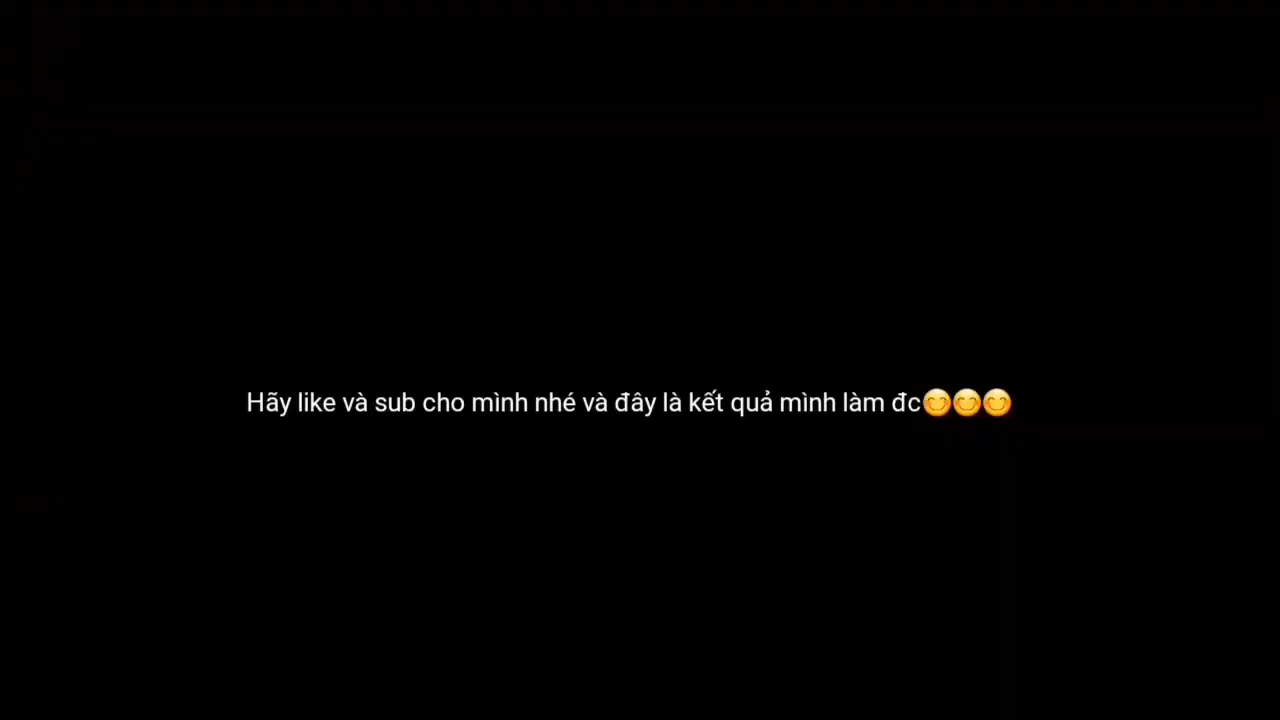 Hãy like và sub cho mình nhé và đây là kết quả mình làm đc😊😊😊